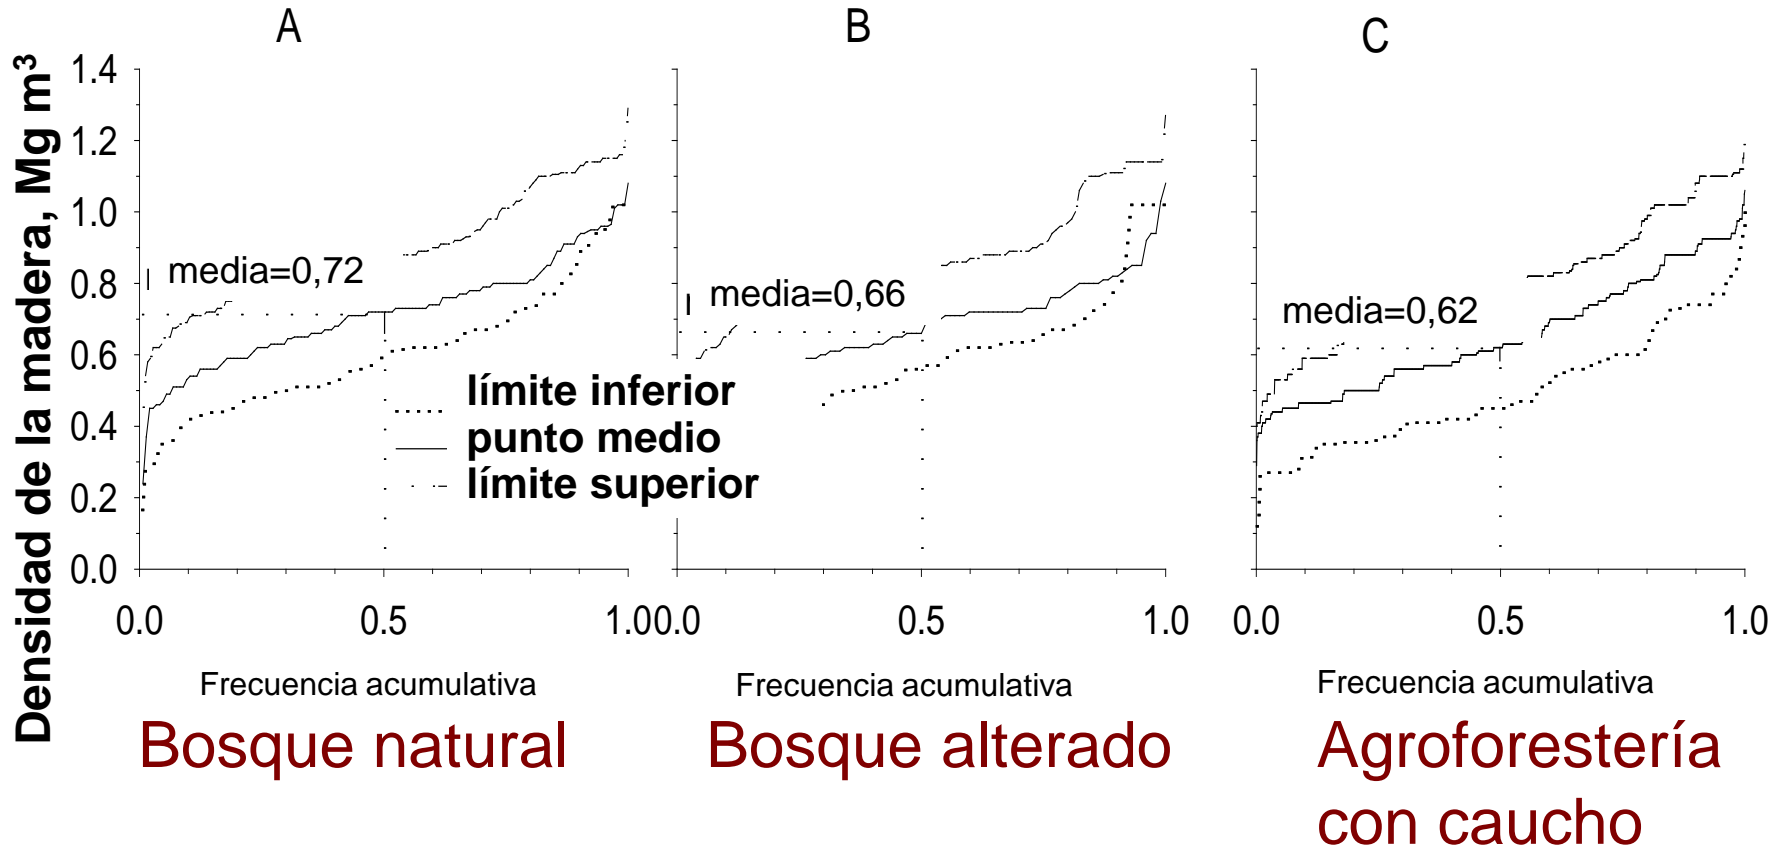 A
B
C
Densidad de la madera, Mg m³
1.4
1.2
1.0
0.8
0.6
0.4
0.2
0.0
media=0,72
media=0,66
media=0,62
límite inferior
punto medio
límite superior
0.0 0.5 1.0
0.0 0.5 1.0
0.0 0.5 1.0
Frecuencia acumulativa
Frecuencia acumulativa
Frecuencia acumulativa
Bosque natural
Bosque alterado
Agroforestería
con caucho